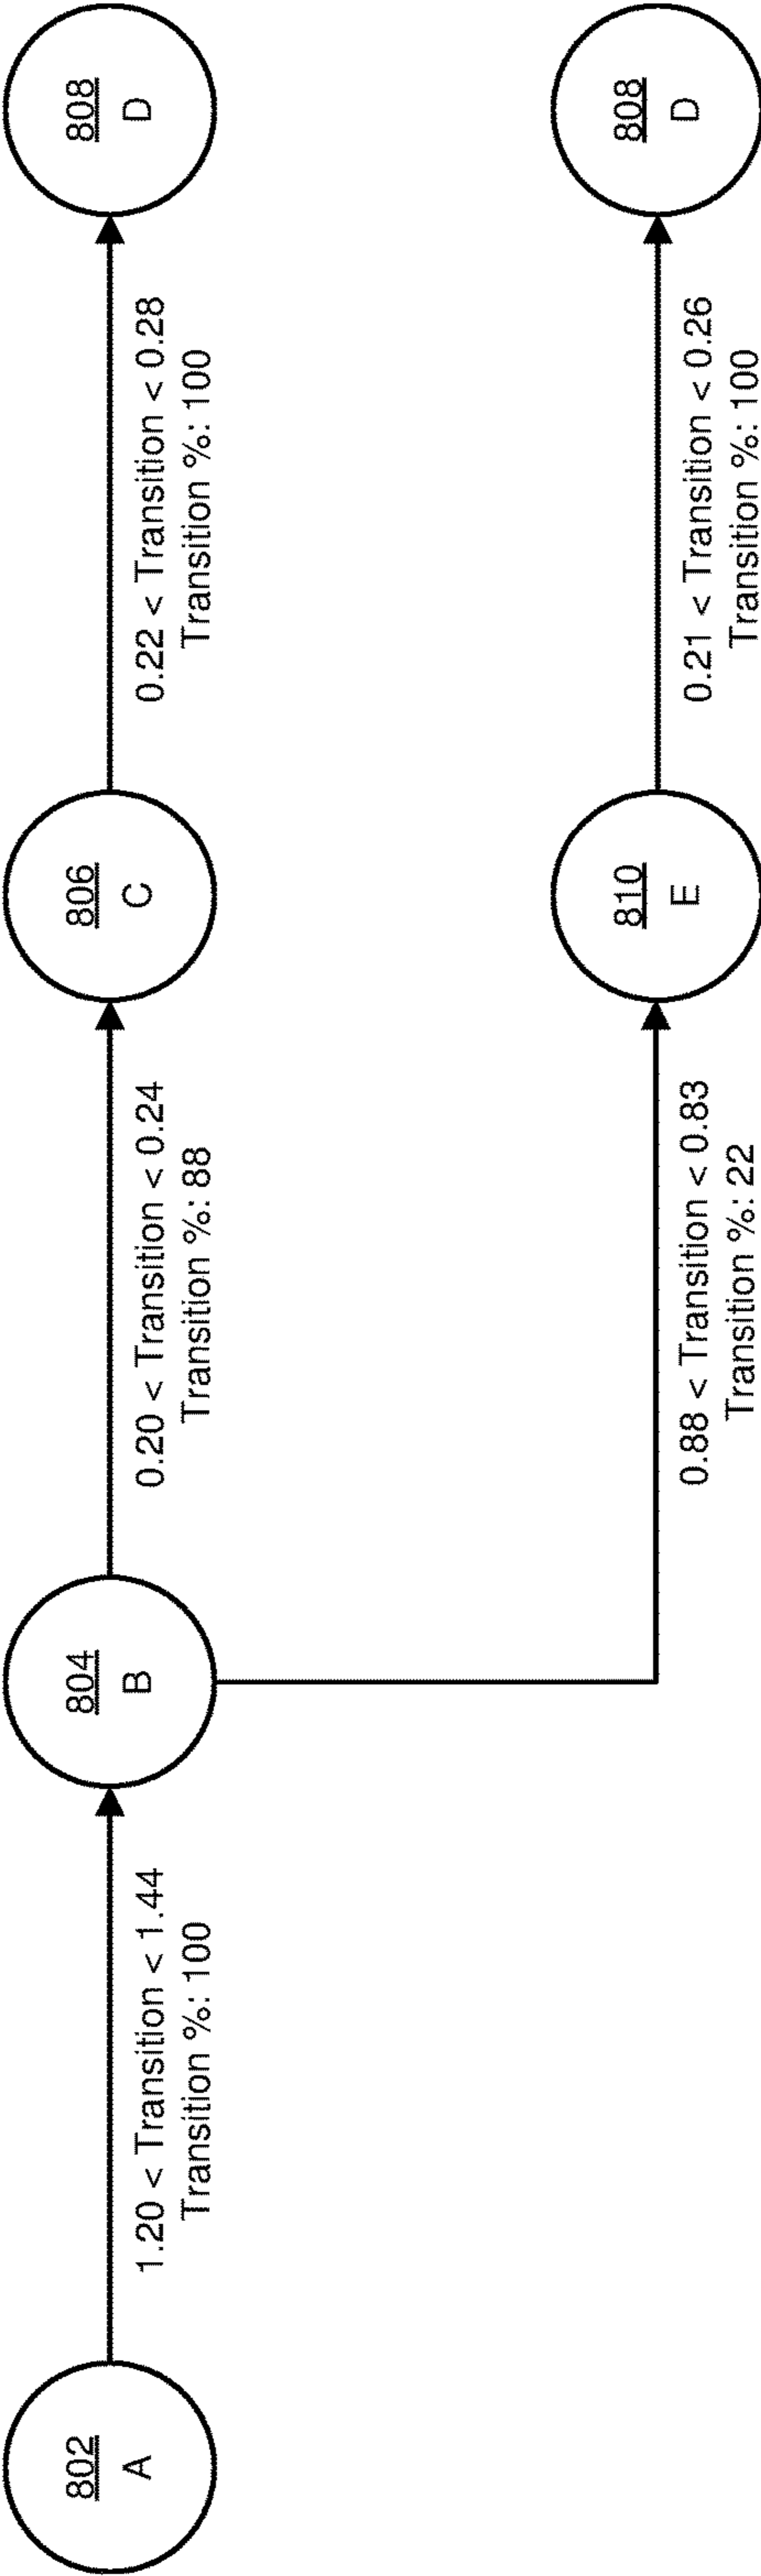 802
A
1.20 < Transition < 1.44
Transition %: 100
804
B
0.20 < Transition < 0.24
Transition %: 88
806
C
0.22 < Transition < 0.28
Transition %: 100
808
D
0.88 < Transition < 0.83
Transition %: 22
810
E
0.21 < Transition < 0.26
Transition %: 100
808
D